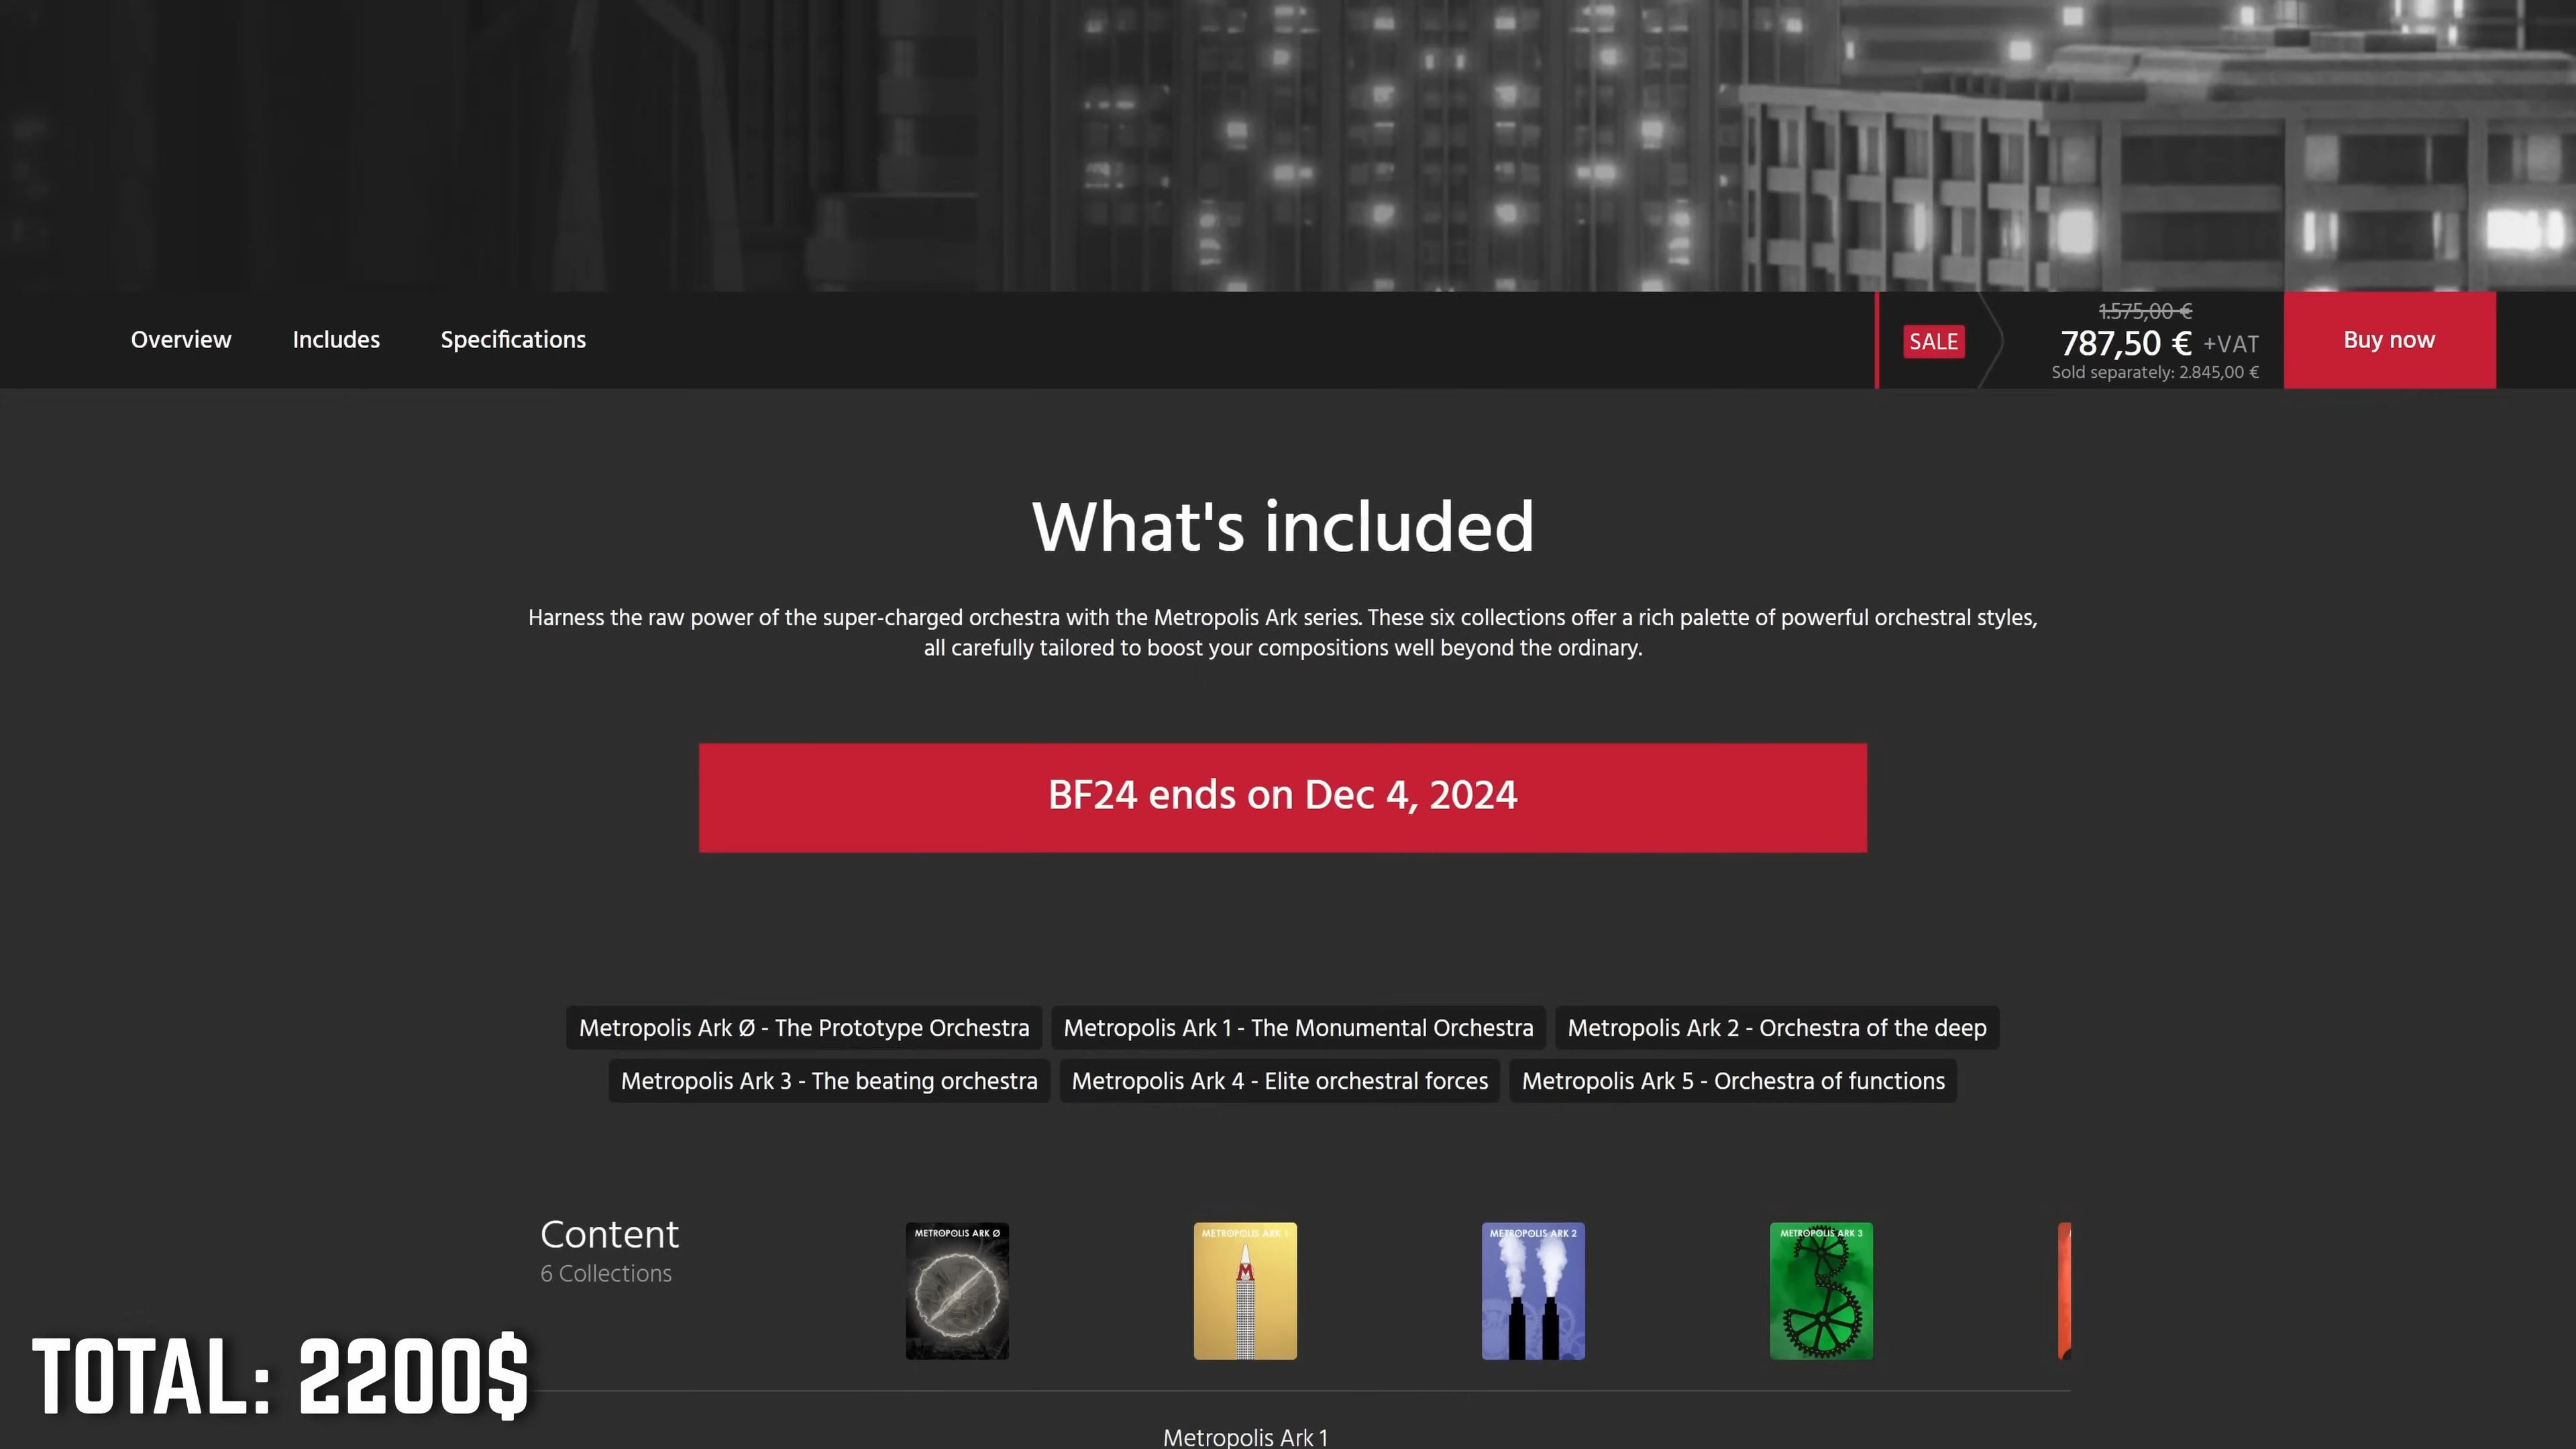 Overview Includes Specifications
SALE
1.575,00 €
787,50 € +VAT
Sold separately: 2.845,00 €
Buy now
What's included
Harness the raw power of the super-charged orchestra with the Metropolis Ark series. These six collections offer a rich palette of powerful orchestral styles,
all carefully tailored to boost your compositions well beyond the ordinary.
BF24 ends on Dec 4, 2024
Metropolis Ark Ø - The Prototype Orchestra
Metropolis Ark 1 - The Monumental Orchestra
Metropolis Ark 2 - Orchestra of the deep
Metropolis Ark 3 - The beating orchestra
Metropolis Ark 4 - Elite orchestral forces
Metropolis Ark 5 - Orchestra of functions
Content
6 Collections
METROPOLIS ARK Ø
METROPOLIS ARK 1
METROPOLIS ARK 2
METROPOLIS ARK 3
TOTAL: 2200$
Metropolis Ark 1